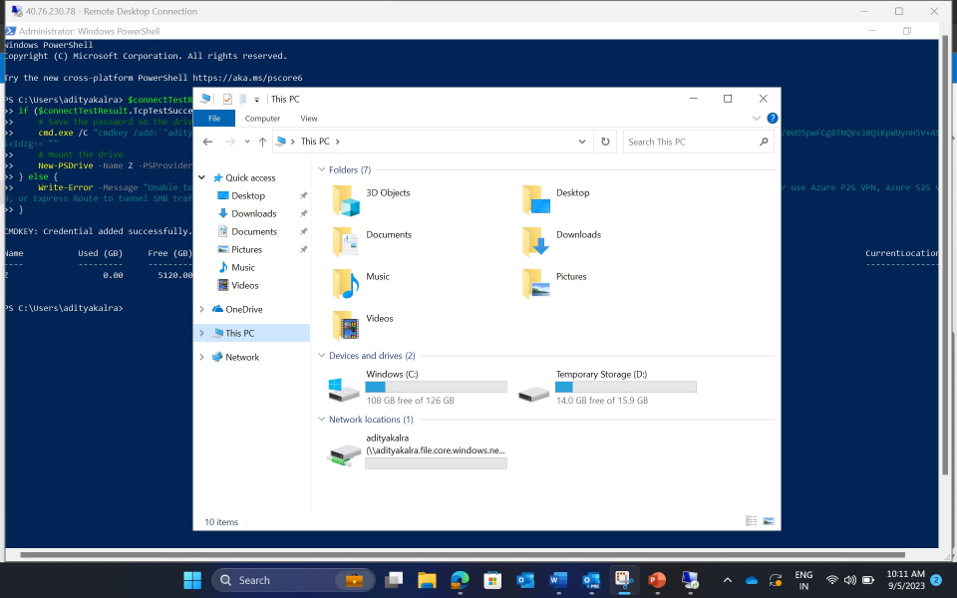 40.76.230.78 - Remote Desktop Connection
Administrator: Windows PowerShell
Windows PowerShell
Copyright (C) Microsoft Corporation. All rights reserved.
Try the new cross-platform PowerShell https://aka.ms/pscore6
PS C:\Users\adityakalra> $connectTestR
>> if ($connectTestResult.TcpTestSucce
>> # Save the password so the driv
>> cmd.exe /C "cmdkey /add:`"adity
>> # Mount the drive
>> New-PSDrive -Name Z -PSProvider
>> } else {
>> Write-Error -Message "Unable to
r use Azure P2S VPN, Azure S2S V
N, or Express Route to tunnel SMB traf
>> }
CMDKEY: Credential added successfully.
Name Used (GB) Free (GB) CurrentLocation
Z 0.00 5120.00
PS C:\Users\adityakalra>
This PC
File Computer View
This PC
Search This PC
Quick access
Desktop
Downloads
Documents
Pictures
Music
Videos
OneDrive
This PC
Network
Folders (7)
3D Objects
Desktop
Documents
Downloads
Music
Pictures
Videos
Devices and drives (2)
Windows (C:)
108 GB free of 126 GB
Temporary Storage (D:)
14.0 GB free of 15.9 GB
Network locations (1)
adityakalra
(\\adityakalra.file.core.windows.ne...
10 items
Search
ENG
IN
10:11 AM
9/5/2023
2